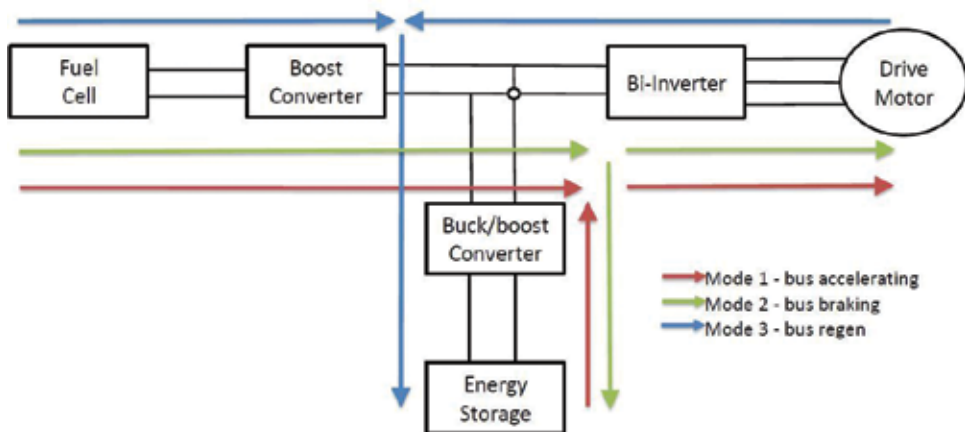 Fuel
Cell
Boost
Converter
Bi-Inverter
Drive
Motor
Buck/boost
Converter
Mode 1 - bus accelerating
Mode 2 - bus braking
Mode 3 - bus regen
Energy
Storage